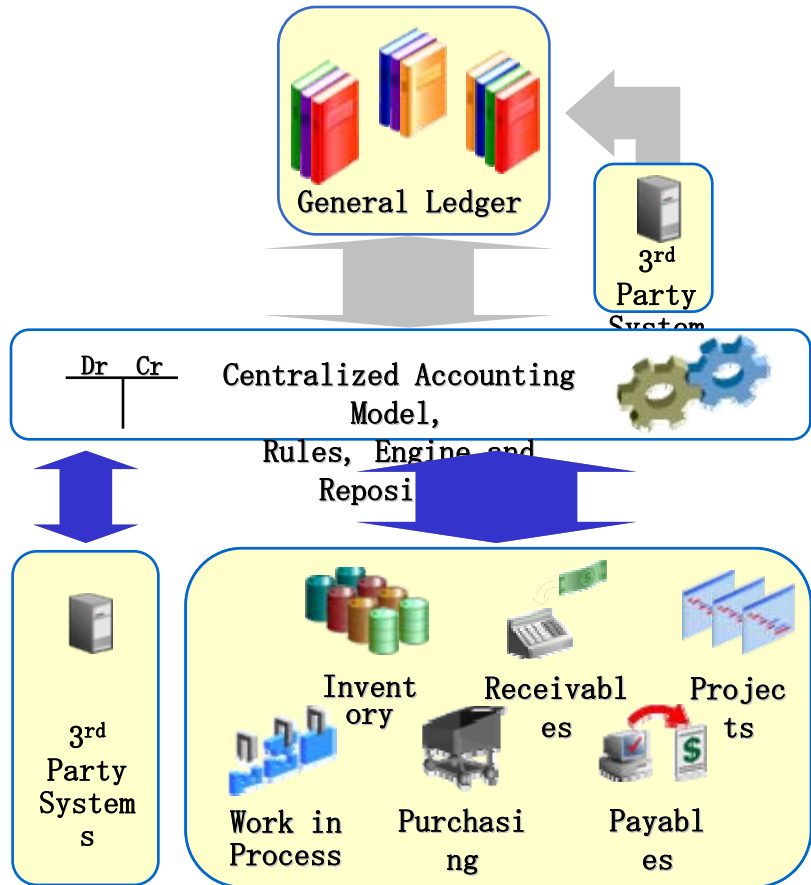 General Ledger
3rd
Party
System
Dr Cr
Centralized Accounting
Model,
Rules, Engine and
Reposi
3rd
Party
System
s
Invent
ory
Receivabl
es
Projec
ts
Work in
Process
Purchasi
ng
Payabl
es